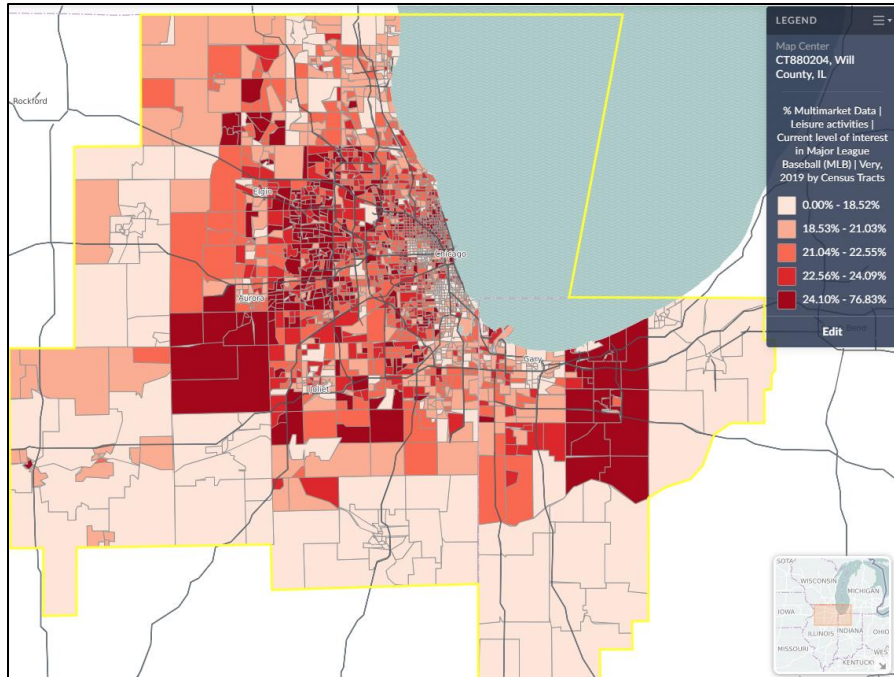 LEGEND
Map Center
CT880204, Will
County, IL
% Multimarket Data |
Leisure activities |
Current level of interest
in Major League
Baseball (MLB) | Very,
2019 by Census Tracts
0.00% - 18.52%
18.53% - 21.03%
21.04% - 22.55%
22.56% - 24.09%
24.10% - 76.83%
Edit
Rockford
Elgin
Chicago
Aurora
Gary
Joliet
SOTA
WISCONSIN
MICHIGAN
IOWA
ILLINOIS
INDIANA
OHIO
MISSOURI
WES
KENTUCKY